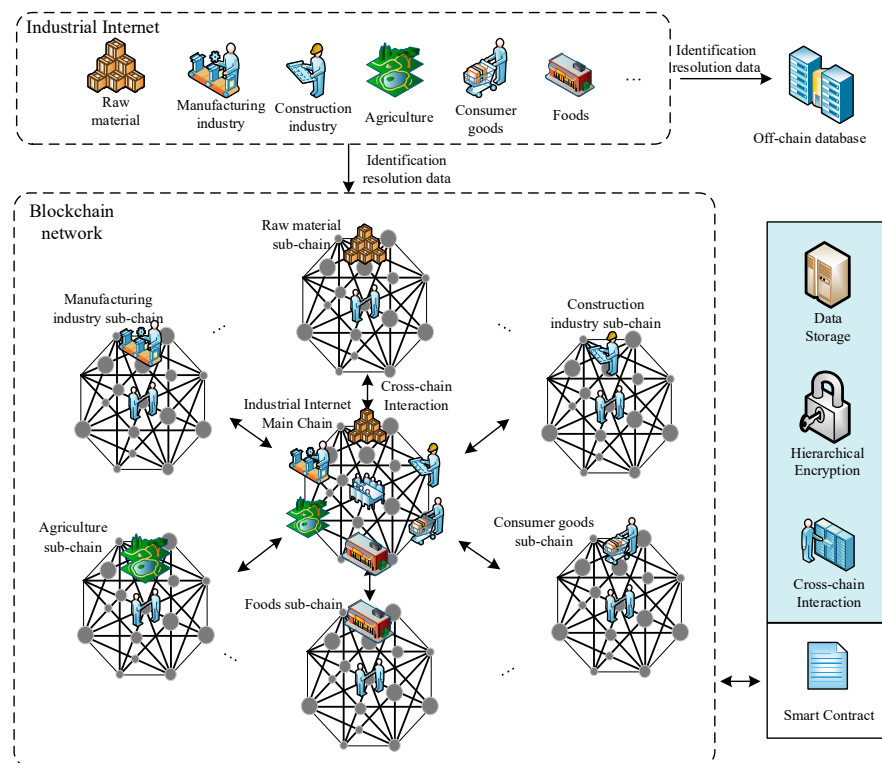 Industrial Internet
Raw
material
Manufacturing
industry
Construction
industry
Agriculture
Consumer
goods
Foods
...
Identification
resolution data
Off-chain database
Identification
resolution data
Blockchain
network
Raw material
sub-chain
Manufacturing
industry sub-chain
...
...
Construction
industry sub-chain
Cross-chain
Interaction
Industrial Internet
Main Chain
Agriculture
sub-chain
Consumer goods
sub-chain
Foods sub-chain
...
...
Data
Storage
Hierarchical
Encryption
Cross-chain
Interaction
Smart Contract